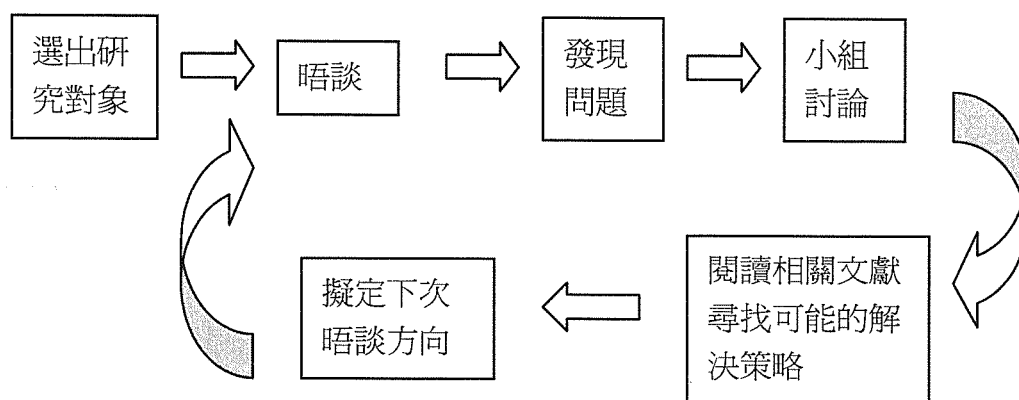 選出研
究對象
晤談
發現
問題
小組
討論
閱讀相關文獻
尋找可能的解
決策略
擬定下次
晤談方向